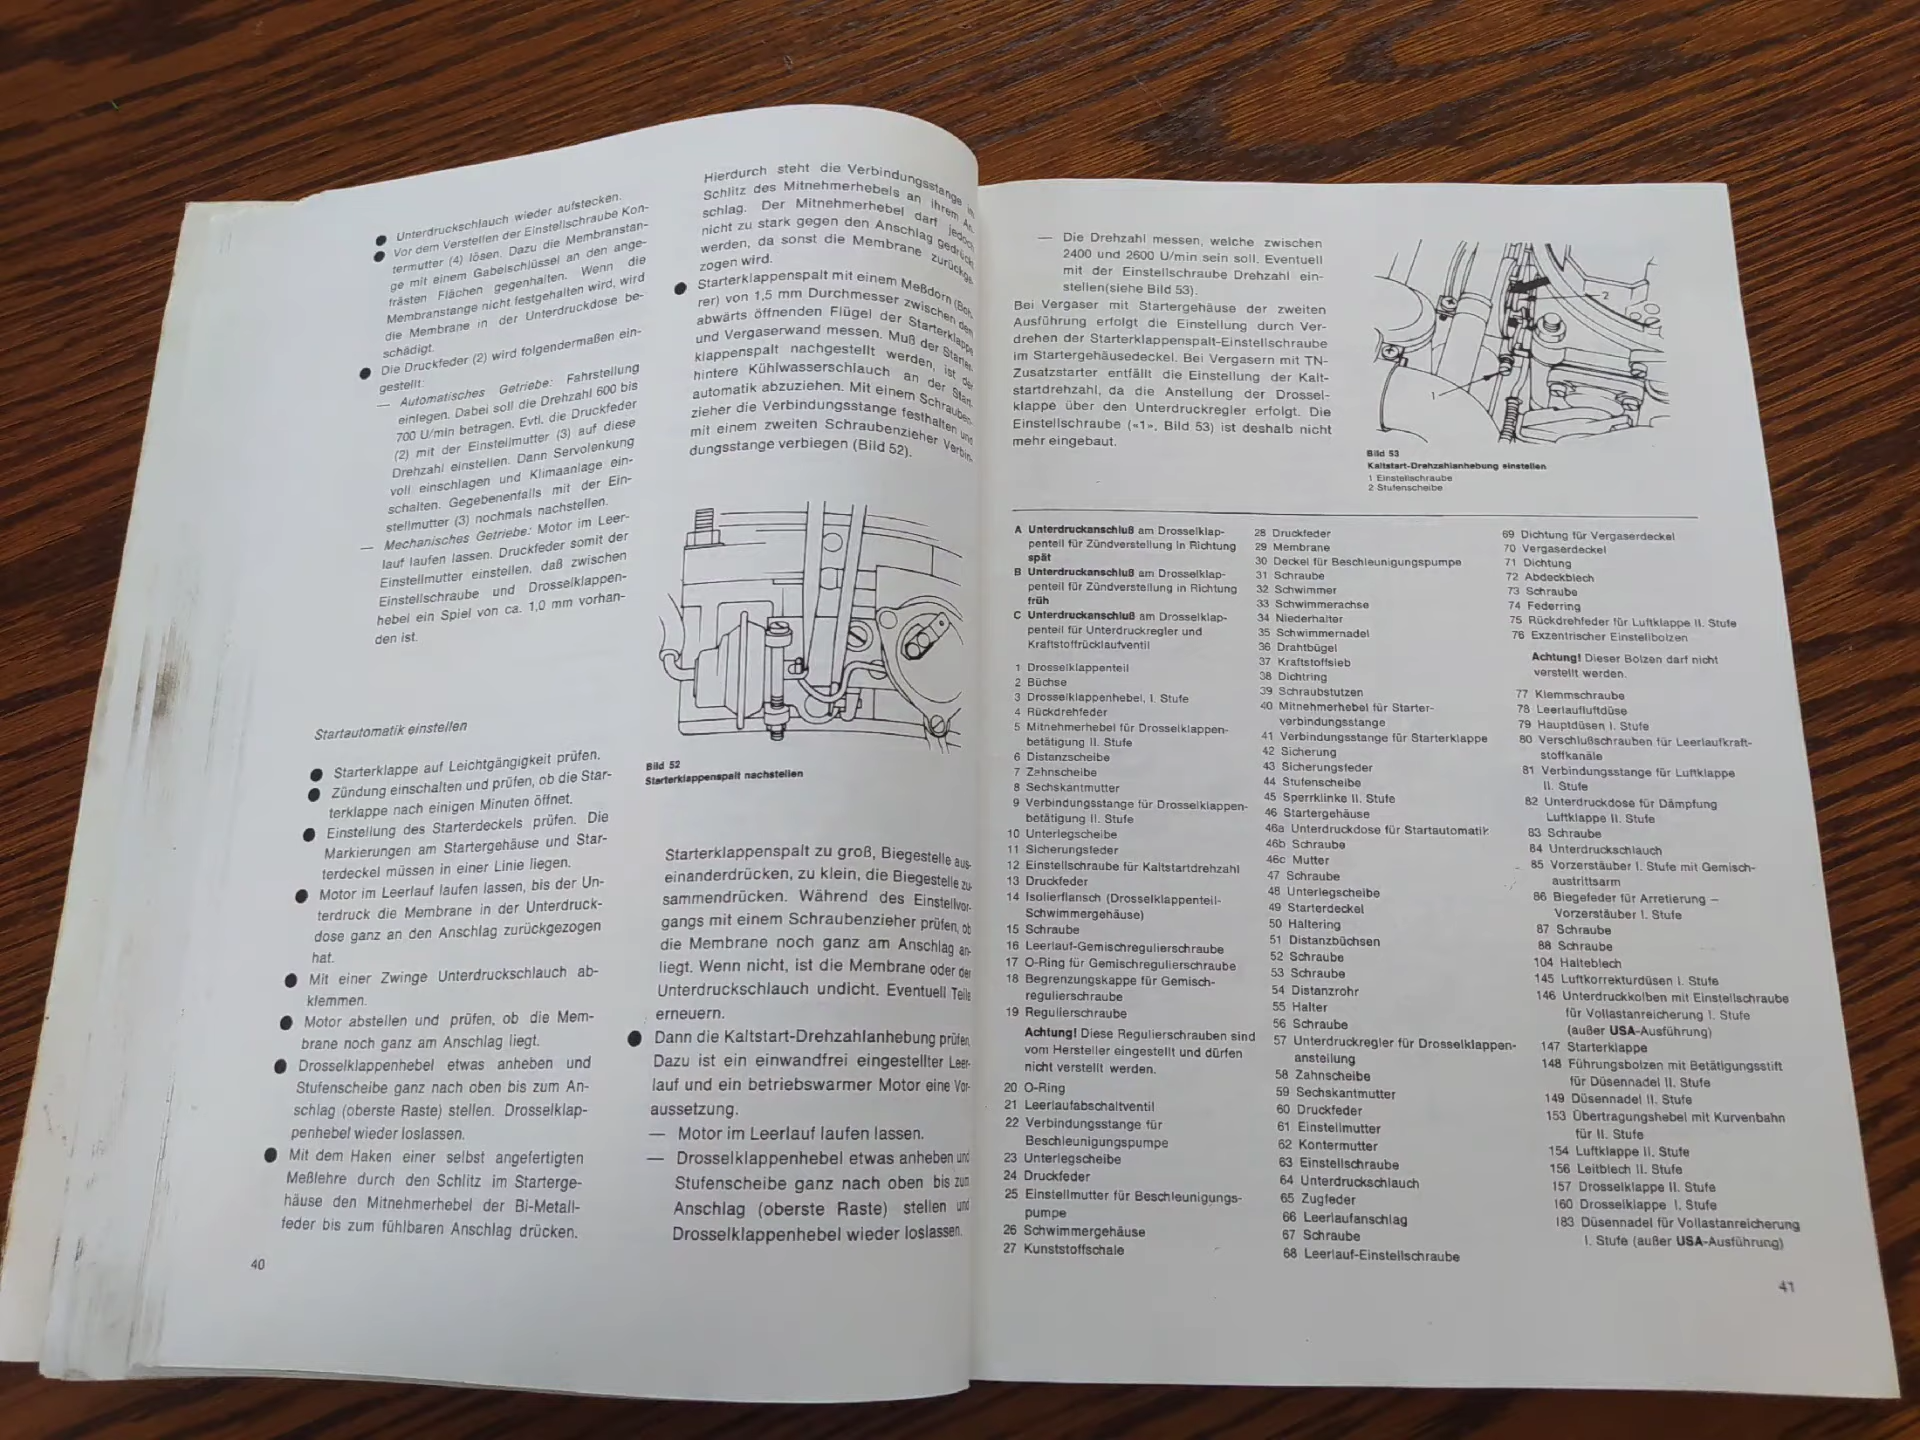 Unterdruckschlauch wieder aufstecken.
Vor dem Verstellen der Einstellschraube Kon-
termutter (4) lösen. Dazu die Membranstan-
ge mit einem Gabelschlüssel an den ange-
frästen Flächen gegenhalten. Wenn die
Membranstange nicht festgehalten wird, wird
die Membrane in der Unterdruckdose be-
schädigt.
Die Druckfeder (2) wird folgendermaßen ein-
gestellt:
— Automatisches Getriebe: Fahrstellung
einlegen. Dabei soll die Drehzahl 600 bis
700 U/min betragen. Evtl. die Druckfeder
(2) mit der Einstellmutter (3) auf diese
Drehzahl einstellen. Dann Servolenkung
voll einschlagen und Klimaanlage ein-
schalten. Gegebenenfalls mit der Ein-
stellmutter (3) nochmals nachstellen.
— Mechanisches Getriebe: Motor im Leer-
lauf laufen lassen. Druckfeder somit der
Einstellmutter einstellen, daß zwischen
Einstellschraube und Drosselklappen-
hebel ein Spiel von ca. 1,0 mm vorhan-
den ist.
Startautomatik einstellen
Starterklappe auf Leichtgängigkeit prüfen.
Zündung einschalten und prüfen, ob die Star-
terklappe nach einigen Minuten öffnet.
Einstellung des Starterdeckels prüfen. Die
Markierungen am Startergehäuse und Star-
terdeckel müssen in einer Linie liegen.
Motor im Leerlauf laufen lassen, bis der Un-
terdruck die Membrane in der Unterdruck-
dose ganz an den Anschlag zurückgezogen
hat.
Mit einer Zwinge Unterdruckschlauch ab-
klemmen.
Motor abstellen und prüfen, ob die Mem-
brane noch ganz am Anschlag liegt.
Drosselklappenhebel etwas anheben und
Stufenscheibe ganz nach oben bis zum An-
schlag (oberste Raste) stellen. Drosselklap-
penhebel wieder loslassen.
Mit dem Haken einer selbst angefertigten
Meßlehre durch den Schlitz im Starterge-
häuse den Mitnehmerhebel der Bi-Metall-
feder bis zum fühlbaren Anschlag drücken.
40
Hierdurch steht die Verbindungsstange im
Schlitz des Mitnehmerhebels an ihrem An-
schlag. Der Mitnehmerhebel darf jedoch
nicht zu stark gegen den Anschlag gedrückt
werden, da sonst die Membrane zurückge-
zogen wird.
Starterklappenspalt mit einem Meßdorn (Boh-
rer) von 1,5 mm Durchmesser zwischen den
abwärts öffnenden Flügel der Starterklappe
und Vergaserwand messen. Muß der Starter-
klappenspalt nachgestellt werden, ist der
hintere Kühlwasserschlauch an der Start-
automatik abzuziehen. Mit einem Schrauben-
zieher die Verbindungsstange festhalten und
mit einem zweiten Schraubenzieher Verbin-
dungsstange verbiegen (Bild 52).
Bild 52
Starterklappenspalt nachstellen
Starterklappenspalt zu groß, Biegestelle aus-
einanderdrücken, zu klein, die Biegestelle zu-
sammendrücken. Während des Einstellvor-
gangs mit einem Schraubenzieher prüfen, ob
die Membrane noch ganz am Anschlag an-
liegt. Wenn nicht, ist die Membrane oder der
Unterdruckschlauch undicht. Eventuell Teile
erneuern.
Dann die Kaltstart-Drehzahlanhebung prüfen.
Dazu ist ein einwandfrei eingestellter Leer-
lauf und ein betriebswarmer Motor eine Vor-
aussetzung.
— Motor im Leerlauf laufen lassen.
— Drosselklappenhebel etwas anheben und
Stufenscheibe ganz nach oben bis zum
Anschlag (oberste Raste) stellen und
Drosselklappenhebel wieder loslassen.
— Die Drehzahl messen, welche zwischen
2400 und 2600 U/min sein soll. Eventuell
mit der Einstellschraube Drehzahl ein-
stellen(siehe Bild 53).
Bei Vergaser mit Startergehäuse der zweiten
Ausführung erfolgt die Einstellung durch Ver-
drehen der Starterklappenspalt-Einstellschraube
im Startergehäusedeckel. Bei Vergasern mit TN-
Zusatzstarter entfällt die Einstellung der Kalt-
startdrehzahl, da die Anstellung der Drossel-
klappe über den Unterdruckregler erfolgt. Die
Einstellschraube («1», Bild 53) ist deshalb nicht
mehr eingebaut.
2
1
Bild 53
Kaltstart-Drehzahlanhebung einstellen
1 Einstellschraube
2 Stufenscheibe
A Unterdruckanschluß am Drosselklap-
penteil für Zündverstellung in Richtung
spät
B Unterdruckanschluß am Drosselklap-
penteil für Zündverstellung in Richtung
früh
C Unterdruckanschluß am Drosselklap-
penteil für Unterdruckregler und
Kraftstoffrücklaufventil
1 Drosselklappenteil
2 Büchse
3 Drosselklappenhebel, I. Stufe
4 Rückdrehfeder
5 Mitnehmerhebel für Drosselklappen-
betätigung II. Stufe
6 Distanzscheibe
7 Zahnscheibe
8 Sechskantmutter
9 Verbindungsstange für Drosselklappen-
betätigung II. Stufe
10 Unterlegscheibe
11 Sicherungsfeder
12 Einstellschraube für Kaltstartdrehzahl
13 Druckfeder
14 Isolierflansch (Drosselklappenteil-
Schwimmergehäuse)
15 Schraube
16 Leerlauf-Gemischregulierschraube
17 O-Ring für Gemischregulierschraube
18 Begrenzungskappe für Gemisch-
regulierschraube
19 Regulierschraube
Achtung! Diese Regulierschrauben sind
vom Hersteller eingestellt und dürfen
nicht verstellt werden.
20 O-Ring
21 Leerlaufabschaltventil
22 Verbindungsstange für
Beschleunigungspumpe
23 Unterlegscheibe
24 Druckfeder
25 Einstellmutter für Beschleunigungs-
pumpe
26 Schwimmergehäuse
27 Kunststoffschale
28 Druckfeder
29 Membrane
30 Deckel für Beschleunigungspumpe
31 Schraube
32 Schwimmer
33 Schwimmerachse
34 Niederhalter
35 Schwimmernadel
36 Drahtbügel
37 Kraftstoffsieb
38 Dichtring
39 Schraubstutzen
40 Mitnehmerhebel für Starter-
verbindungsstange
41 Verbindungsstange für Starterklappe
42 Sicherung
43 Sicherungsfeder
44 Stufenscheibe
45 Sperrklinke II. Stufe
46 Startergehäuse
46a Unterdruckdose für Startautomatik
46b Schraube
46c Mutter
47 Schraube
48 Unterlegscheibe
49 Starterdeckel
50 Haltering
51 Distanzbüchsen
52 Schraube
53 Schraube
54 Distanzrohr
55 Halter
56 Schraube
57 Unterdruckregler für Drosselklappen-
anstellung
58 Zahnscheibe
59 Sechskantmutter
60 Druckfeder
61 Einstellmutter
62 Kontermutter
63 Einstellschraube
64 Unterdruckschlauch
65 Zugfeder
66 Leerlaufanschlag
67 Schraube
68 Leerlauf-Einstellschraube
69 Dichtung für Vergaserdeckel
70 Vergaserdeckel
71 Dichtung
72 Abdeckblech
73 Schraube
74 Federring
75 Rückdrehfeder für Luftklappe II. Stufe
76 Exzentrischer Einstellbolzen
Achtung! Dieser Bolzen darf nicht
verstellt werden.
77 Klemmschraube
78 Leerlaufluftdüse
79 Hauptdüsen I. Stufe
80 Verschlußschrauben für Leerlaufkraft-
stoffkanäle
81 Verbindungsstange für Luftklappe
II. Stufe
82 Unterdruckdose für Dämpfung
Luftklappe II. Stufe
83 Schraube
84 Unterdruckschlauch
85 Vorzerstäuber I. Stufe mit Gemisch-
austrittsarm
86 Biegefeder für Arretierung –
Vorzerstäuber I. Stufe
87 Schraube
88 Schraube
104 Halteblech
145 Luftkorrekturdüsen I. Stufe
146 Unterdruckkolben mit Einstellschraube
für Vollastanreicherung I. Stufe
(außer USA-Ausführung)
147 Starterklappe
148 Führungsbolzen mit Betätigungsstift
für Düsennadel II. Stufe
149 Düsennadel II. Stufe
153 Übertragungshebel mit Kurvenbahn
für II. Stufe
154 Luftklappe II. Stufe
156 Leitblech II. Stufe
157 Drosselklappe II. Stufe
160 Drosselklappe I. Stufe
183 Düsennadel für Vollastanreicherung
I. Stufe (außer USA-Ausführung)
41